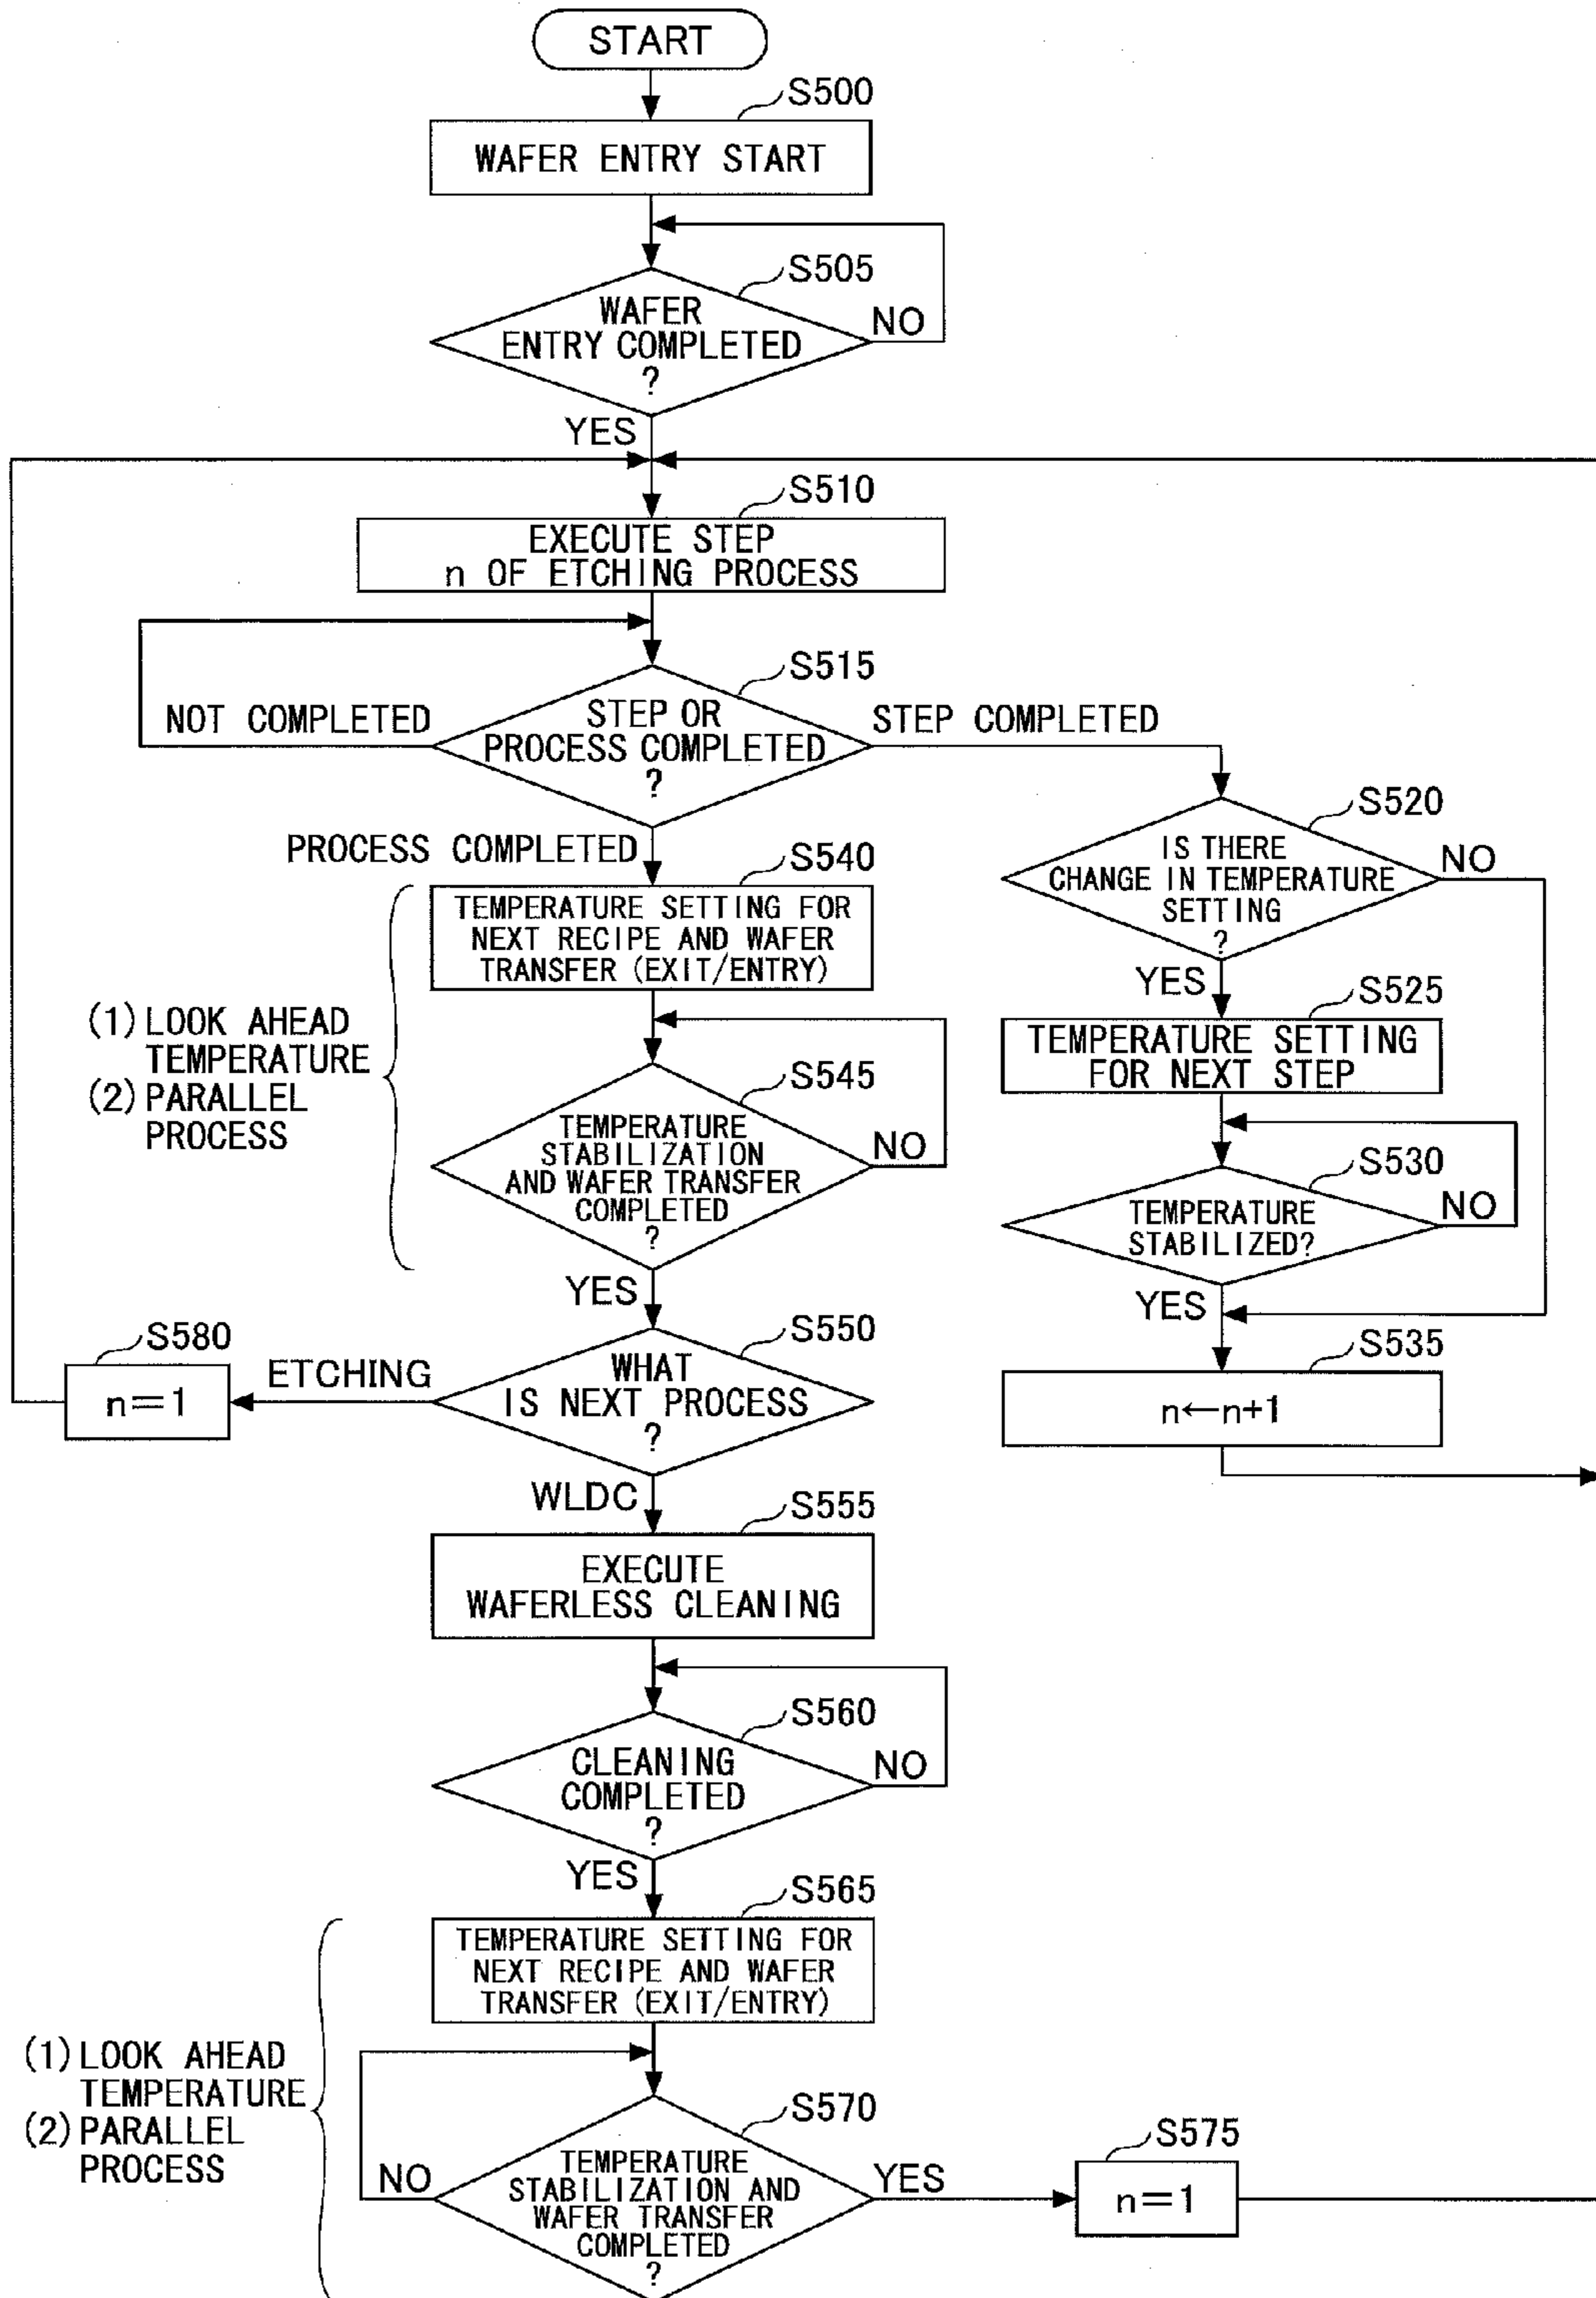 START
S500
WAFER ENTRY START
S505
WAFER
ENTRY COMPLETED
?
NO
YES
S510
EXECUTE STEP
n OF ETCHING PROCESS
S515
STEP OR
PROCESS COMPLETED
?
NOT COMPLETED
STEP COMPLETED
PROCESS COMPLETED
S520
IS THERE
CHANGE IN TEMPERATURE
SETTING
?
NO
YES
S525
TEMPERATURE SETTING
FOR NEXT STEP
S530
TEMPERATURE
STABILIZED?
NO
YES
S535
n←n+1
S540
TEMPERATURE SETTING FOR
NEXT RECIPE AND WAFER
TRANSFER (EXIT/ENTRY)
(1) LOOK AHEAD
TEMPERATURE
(2) PARALLEL
PROCESS
S545
TEMPERATURE
STABILIZATION
AND WAFER TRANSFER
COMPLETED
?
NO
YES
S550
WHAT
IS NEXT PROCESS
?
ETCHING
S580
n=1
WLDC
S555
EXECUTE
WAFERLESS CLEANING
S560
CLEANING
COMPLETED
?
NO
YES
S565
TEMPERATURE SETTING FOR
NEXT RECIPE AND WAFER
TRANSFER (EXIT/ENTRY)
(1) LOOK AHEAD
TEMPERATURE
(2) PARALLEL
PROCESS
S570
TEMPERATURE
STABILIZATION AND
WAFER TRANSFER
COMPLETED
?
NO
YES
S575
n=1